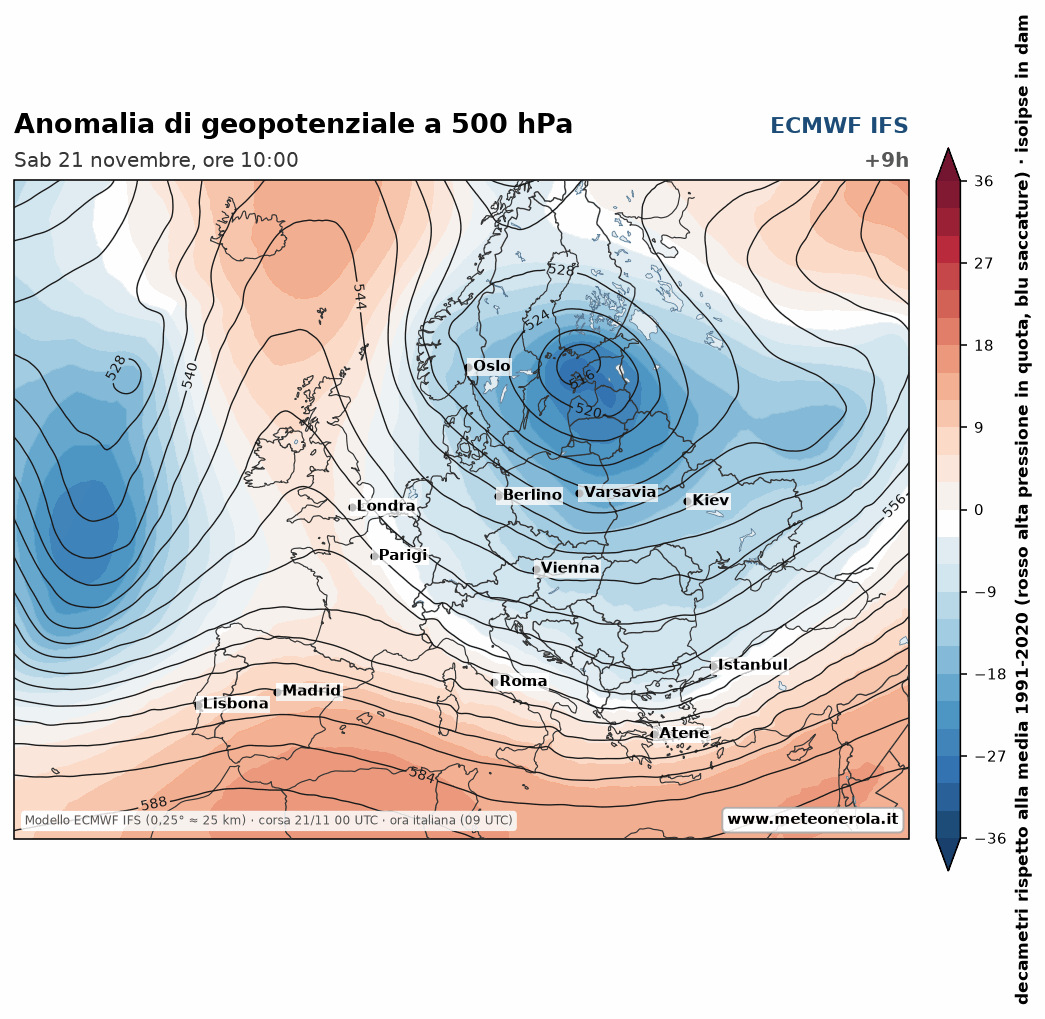 Anomalia di geopotenziale a 500 hPa
ECMWF IFS
Sab 21 novembre, ore 10:00
+9h
528
544
528
524
540
Oslo
516
520
Berlino
Varsavia
Kiev
Londra
556
Parigi
Vienna
Istanbul
Roma
Madrid
Lisbona
Atene
584
588
Modello ECMWF IFS (0,25° ≈ 25 km) · corsa 21/11 00 UTC · ora italiana (09 UTC)
www.meteonerola.it
36
27
18
9
0
−9
−18
−27
−36
decametri rispetto alla media 1991-2020 (rosso alta pressione in quota, blu saccature) · isoipse in dam